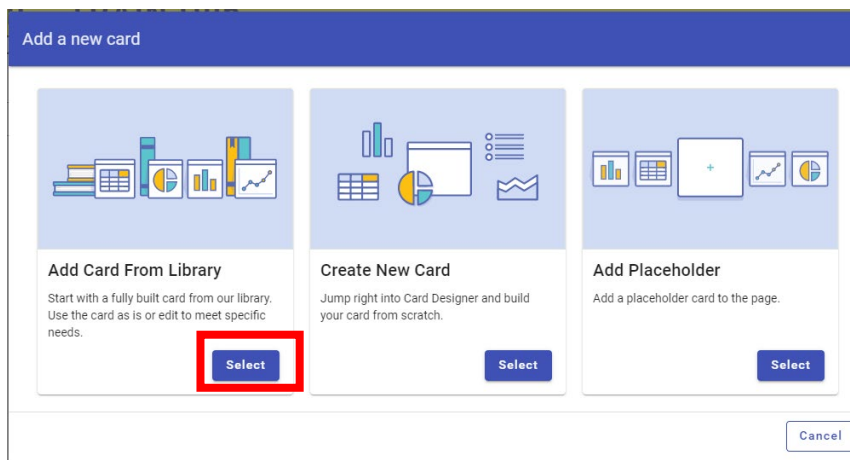 Add a new card
Add Card From Library
Start with a fully built card from our library.
Use the card as is or edit to meet specific
needs.
Select
Create New Card
Jump right into Card Designer and build
your card from scratch.
Select
Add Placeholder
Add a placeholder card to the page.
Select
Cancel